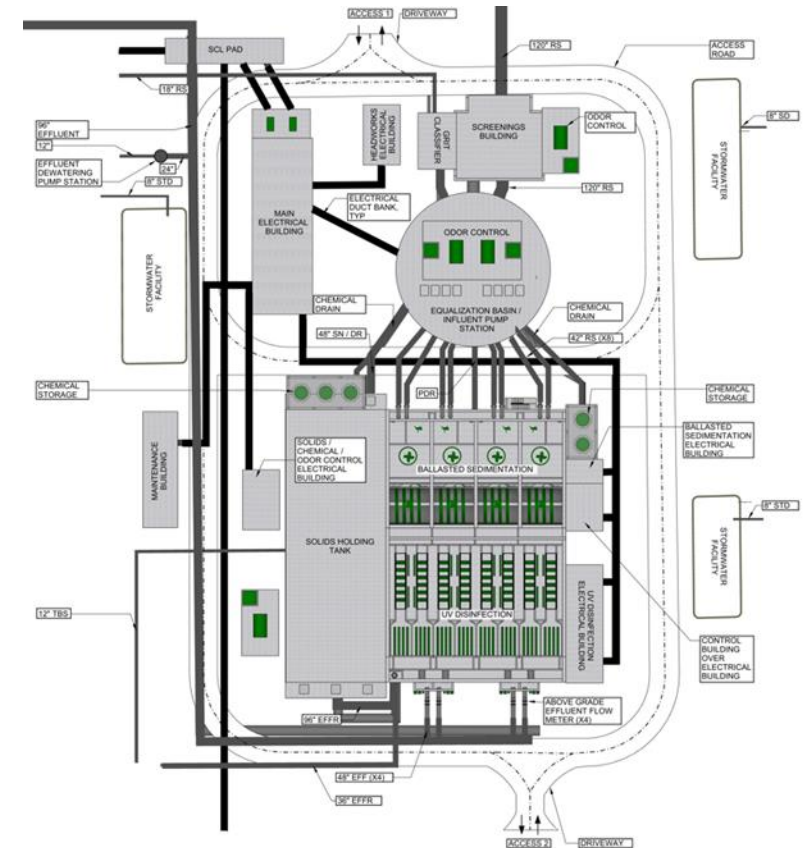 ACCESS 1
DRIVEWAY
SCL PAD
120" RS
ACCESS
ROAD
18" RS
96"
EFFLUENT
12"
EFFLUENT
DEWATERING
PUMP STATION
24"
8" STD
HEADWORKS
ELECTRICAL
BUILDING
GRIT
CLASSIFIER
SCREENINGS
BUILDING
ODOR
CONTROL
STORMWATER
FACILITY
8" SD
120" RS
ELECTRICAL
DUCT BANK,
TYP
MAIN
ELECTRICAL
BUILDING
ODOR CONTROL
STORMWATER
FACILITY
CHEMICAL
DRAIN
EQUALIZATION BASIN /
INFLUENT PUMP
STATION
CHEMICAL
DRAIN
48" SN / DR
42" RS (X8)
PDR
CHEMICAL
STORAGE
CHEMICAL
STORAGE
MAINTENANCE
BUILDING
SOLIDS /
CHEMICAL /
ODOR CONTROL
ELECTRICAL
BUILDING
BALLASTED SEDIMENTATION
BALLASTED
SEDIMENTATION
ELECTRICAL
BUILDING
8" STD
STORMWATER
FACILITY
SOLIDS HOLDING
TANK
12" TBS
UV DISINFECTION
UV DISINFECTION
ELECTRICAL BUILDING
CONTROL
BUILDING
OVER
ELECTRICAL
BUILDING
96" EFFR
ABOVE GRADE
EFFLUENT FLOW
METER (X4)
48" EFF (X4)
36" EFFR
ACCESS 2
DRIVEWAY